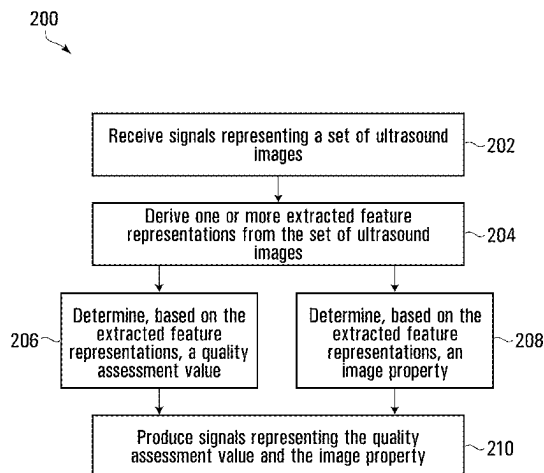 200
Receive signals representing a set of ultrasound
images
202
Derive one or more extracted feature
representations from the set of ultrasound
images
204
Determine, based on the
extracted feature
representations, a quality
assessment value
206
Determine, based on the
extracted feature
representations, an
image property
208
Produce signals representing the quality
assessment value and the image property
210